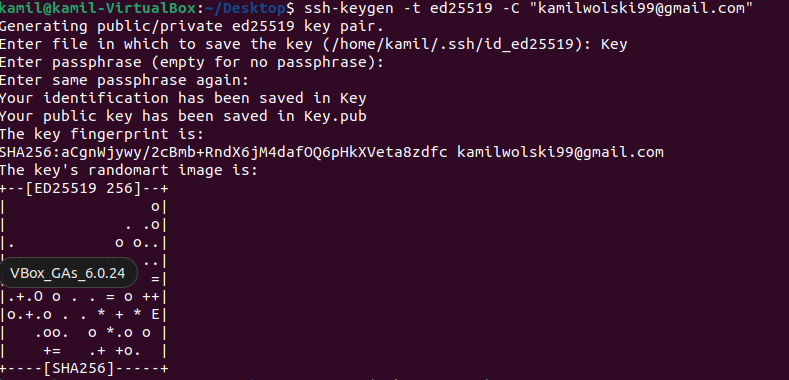 kamil@kamil-VirtualBox:~/Desktop$ ssh-keygen -t ed25519 -C "kamilwolski99@gmail.com"
Generating public/private ed25519 key pair.
Enter file in which to save the key (/home/kamil/.ssh/id_ed25519): Key
Enter passphrase (empty for no passphrase):
Enter same passphrase again:
Your identification has been saved in Key
Your public key has been saved in Key.pub
The key fingerprint is:
SHA256:aCgnWjywy/2cBmb+RndX6jM4dafOQ6pHkXVeta8zdfc kamilwolski99@gmail.com
The key's randomart image is:
+--[ED25519 256]--+
|                o|
|             . .o|
|.           o o..|
..|
VBox_GAs_6.0.24
=|
|.+.O o . . = o ++|
|o.+.o . . * + * E|
|   .oo.  o *.o o |
|    +=   .+ +o.  |
+----[SHA256]-----+